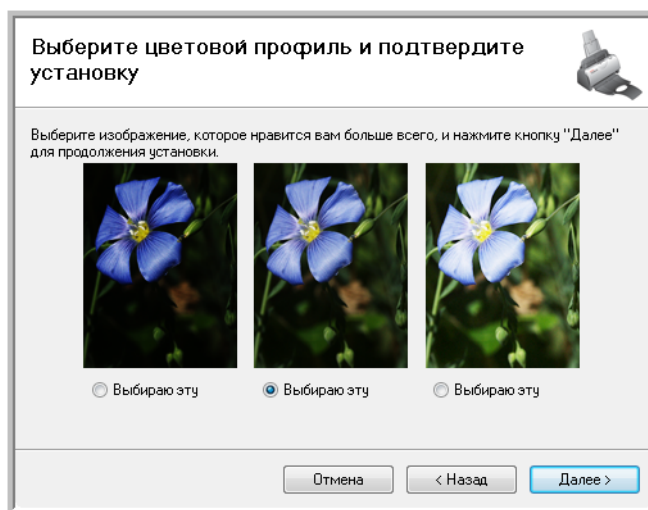 Выберите цветовой профиль и подтвердите
установку
Выберите изображение, которое нравится вам больше всего, и нажмите кнопку "Далее"
для продолжения установки.
Выбираю эту
Выбираю эту
Выбираю эту
Отмена
< Назад
Далее >